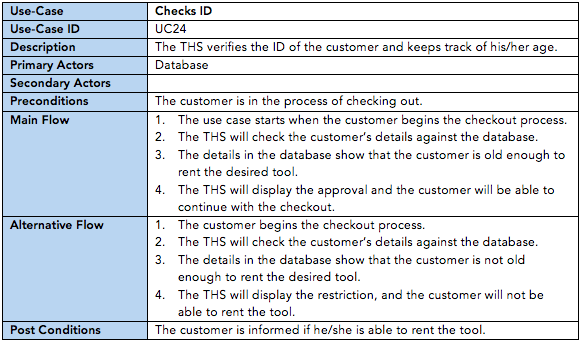 Use-Case Checks ID
Use-Case ID UC24
Description The THS verifies the ID of the customer and keeps track of his/her age.
Primary Actors Database
Secondary Actors
Preconditions The customer is in the process of checking out.
Main Flow 1. The use case starts when the customer begins the checkout process.
2. The THS will check the customer's details against the database.
3. The details in the database show that the customer is old enough to
rent the desired tool.
4. The THS will display the approval and the customer will be able to
continue with the checkout.
Alternative Flow 1. The customer begins the checkout process.
2. The THS will check the customer's details against the database.
3. The details in the database show that the customer is not old
enough to rent the desired tool.
4. The THS will display the restriction, and the customer will not be
able to rent the tool.
Post Conditions The customer is informed if he/she is able to rent the tool.